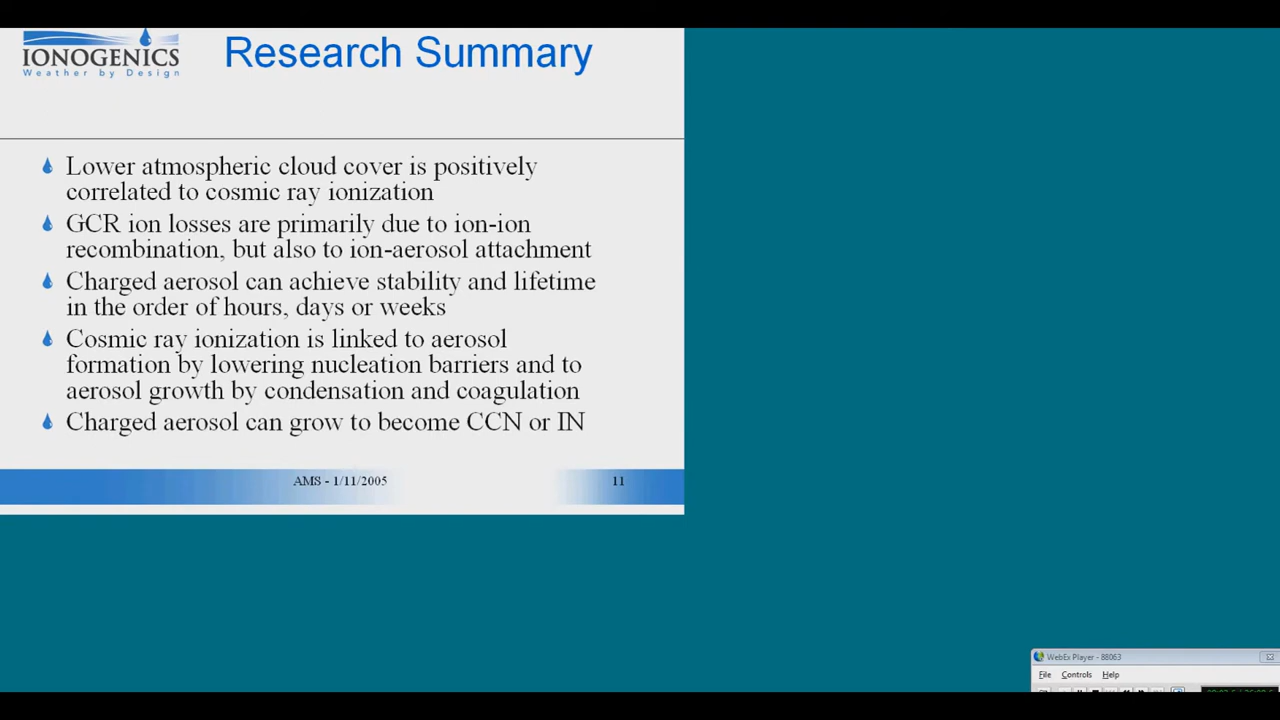 IONOGENICS
Weather by Design
Research Summary
Lower atmospheric cloud cover is positively
correlated to cosmic ray ionization
GCR ion losses are primarily due to ion-ion
recombination, but also to ion-aerosol attachment
Charged aerosol can achieve stability and lifetime
in the order of hours, days or weeks
Cosmic ray ionization is linked to aerosol
formation by lowering nucleation barriers and to
aerosol growth by condensation and coagulation
Charged aerosol can grow to become CCN or IN
AMS - 1/11/2005
11
WebEx Player - 88063
File Controls Help